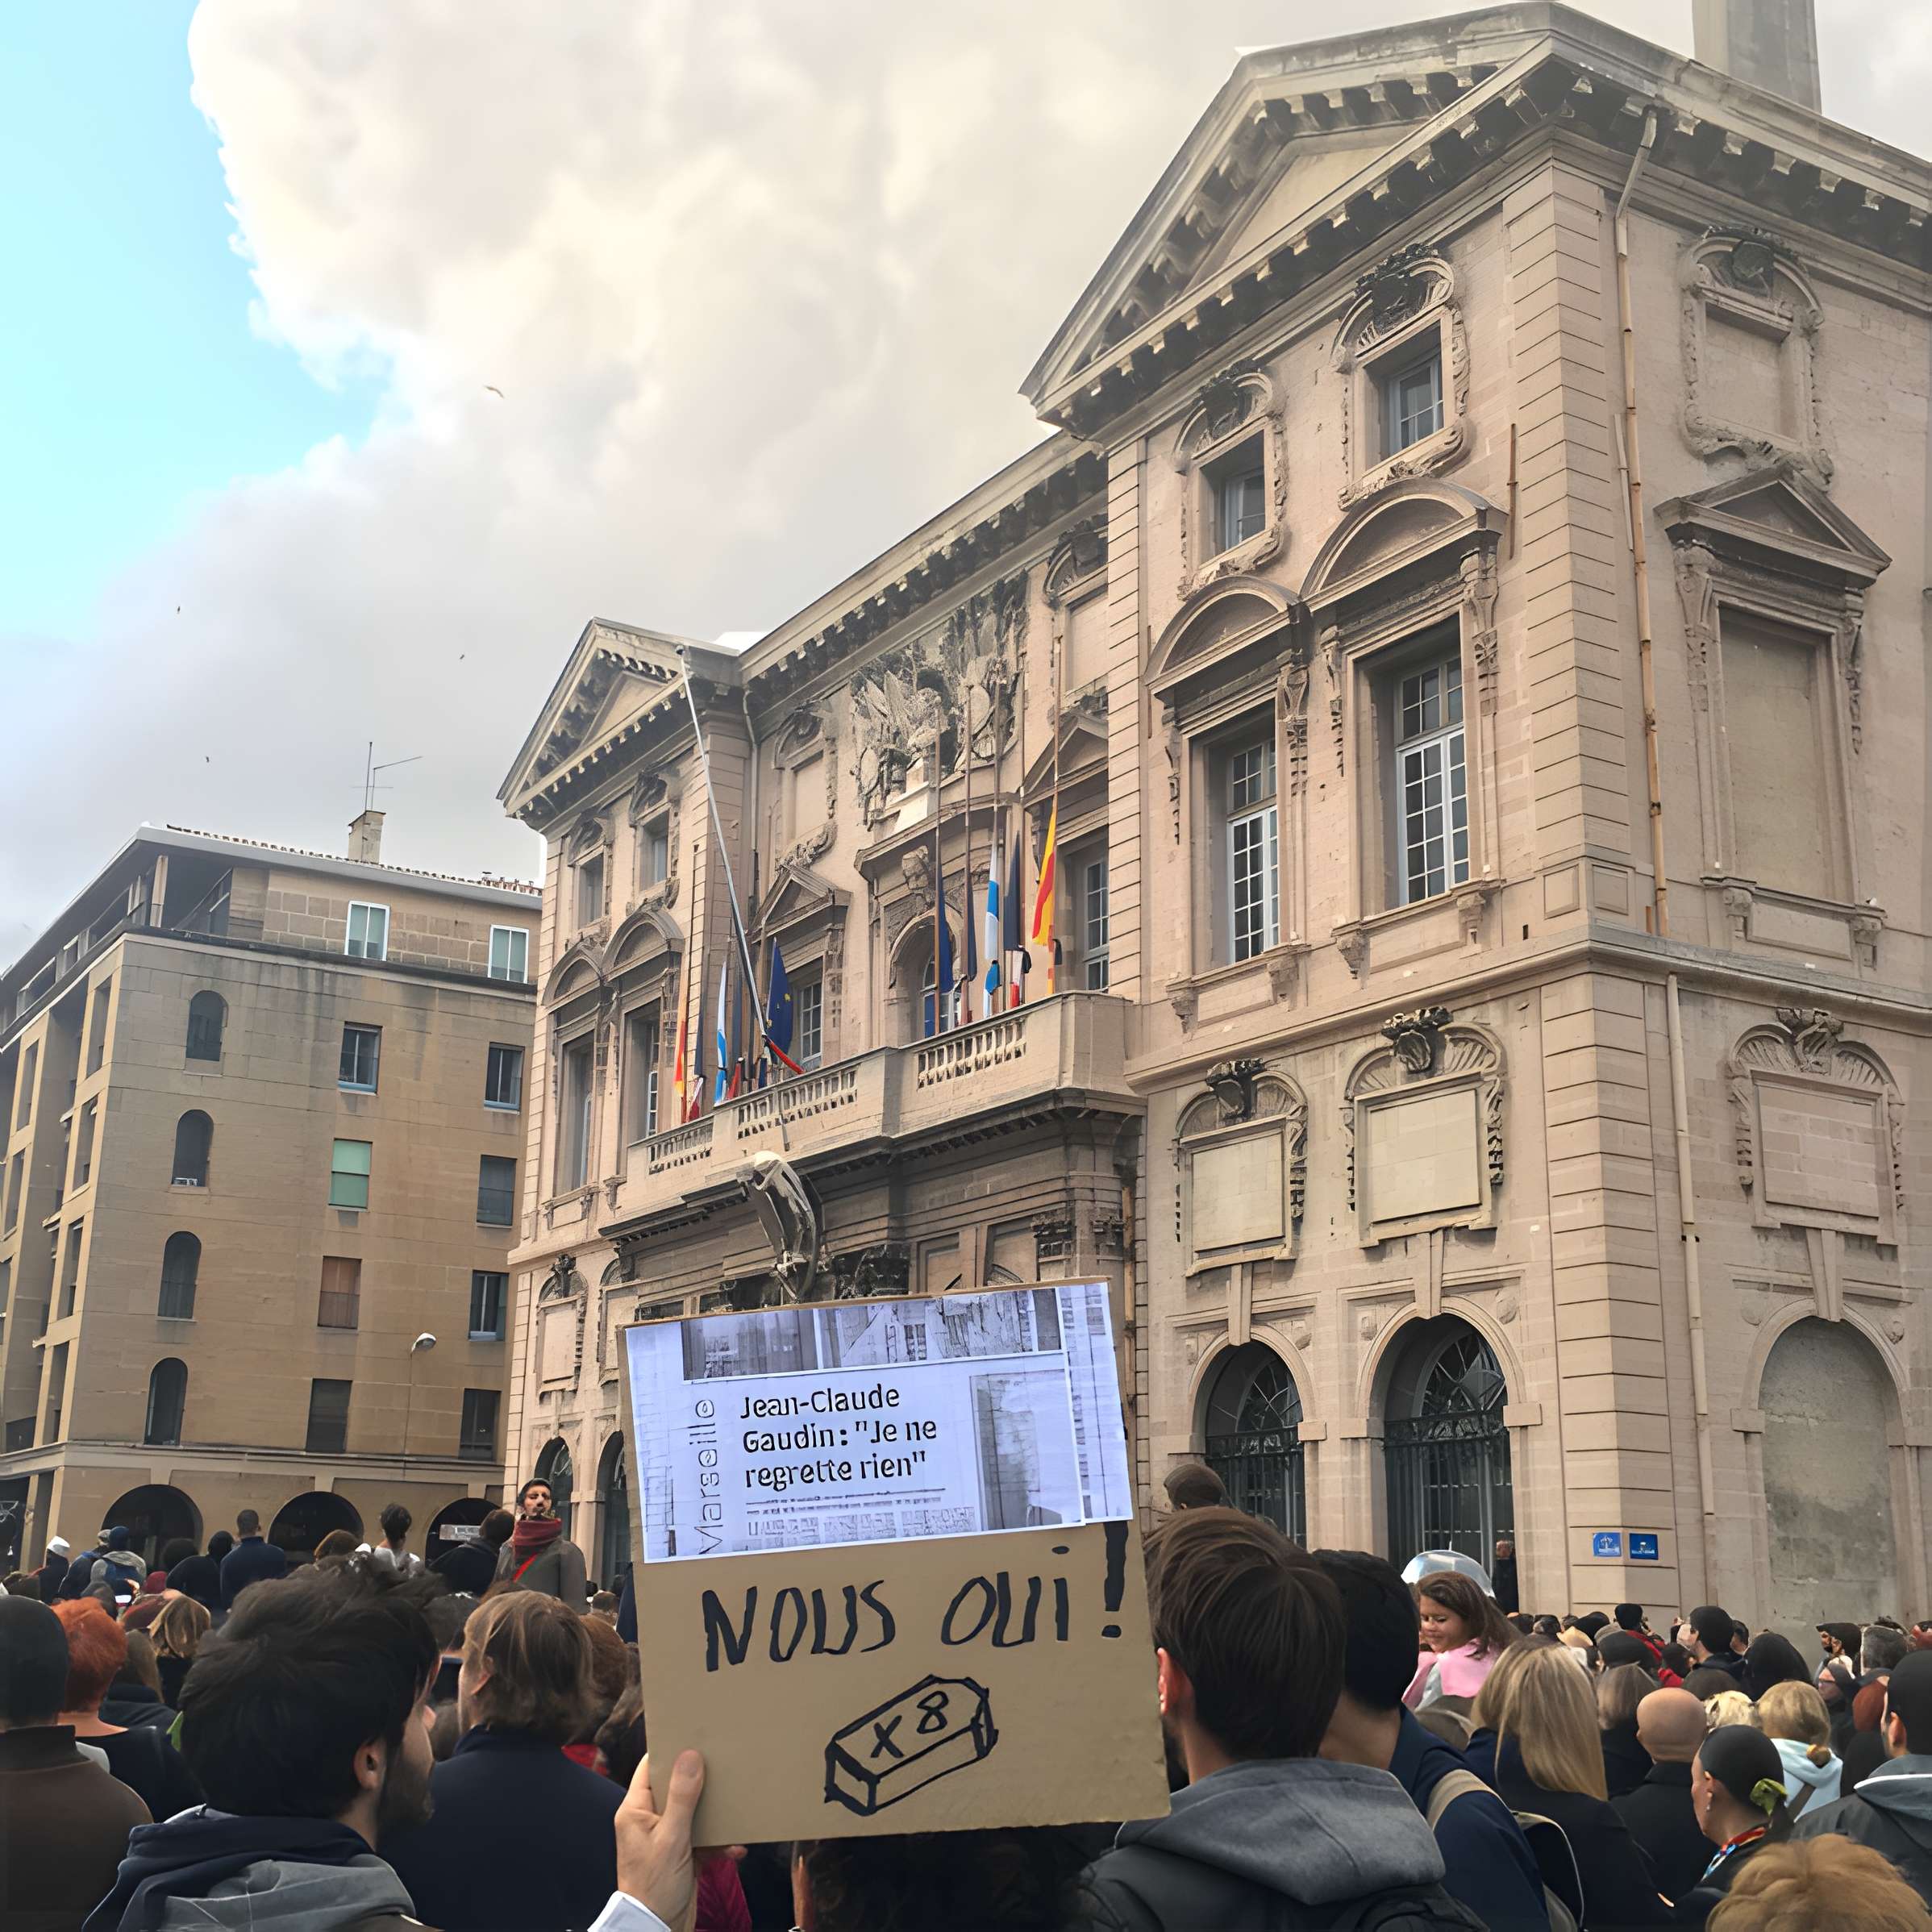 Marseille
Jean-Claude
Gaudin: "Je ne
regrette rien"
NOUS OUI!
x8